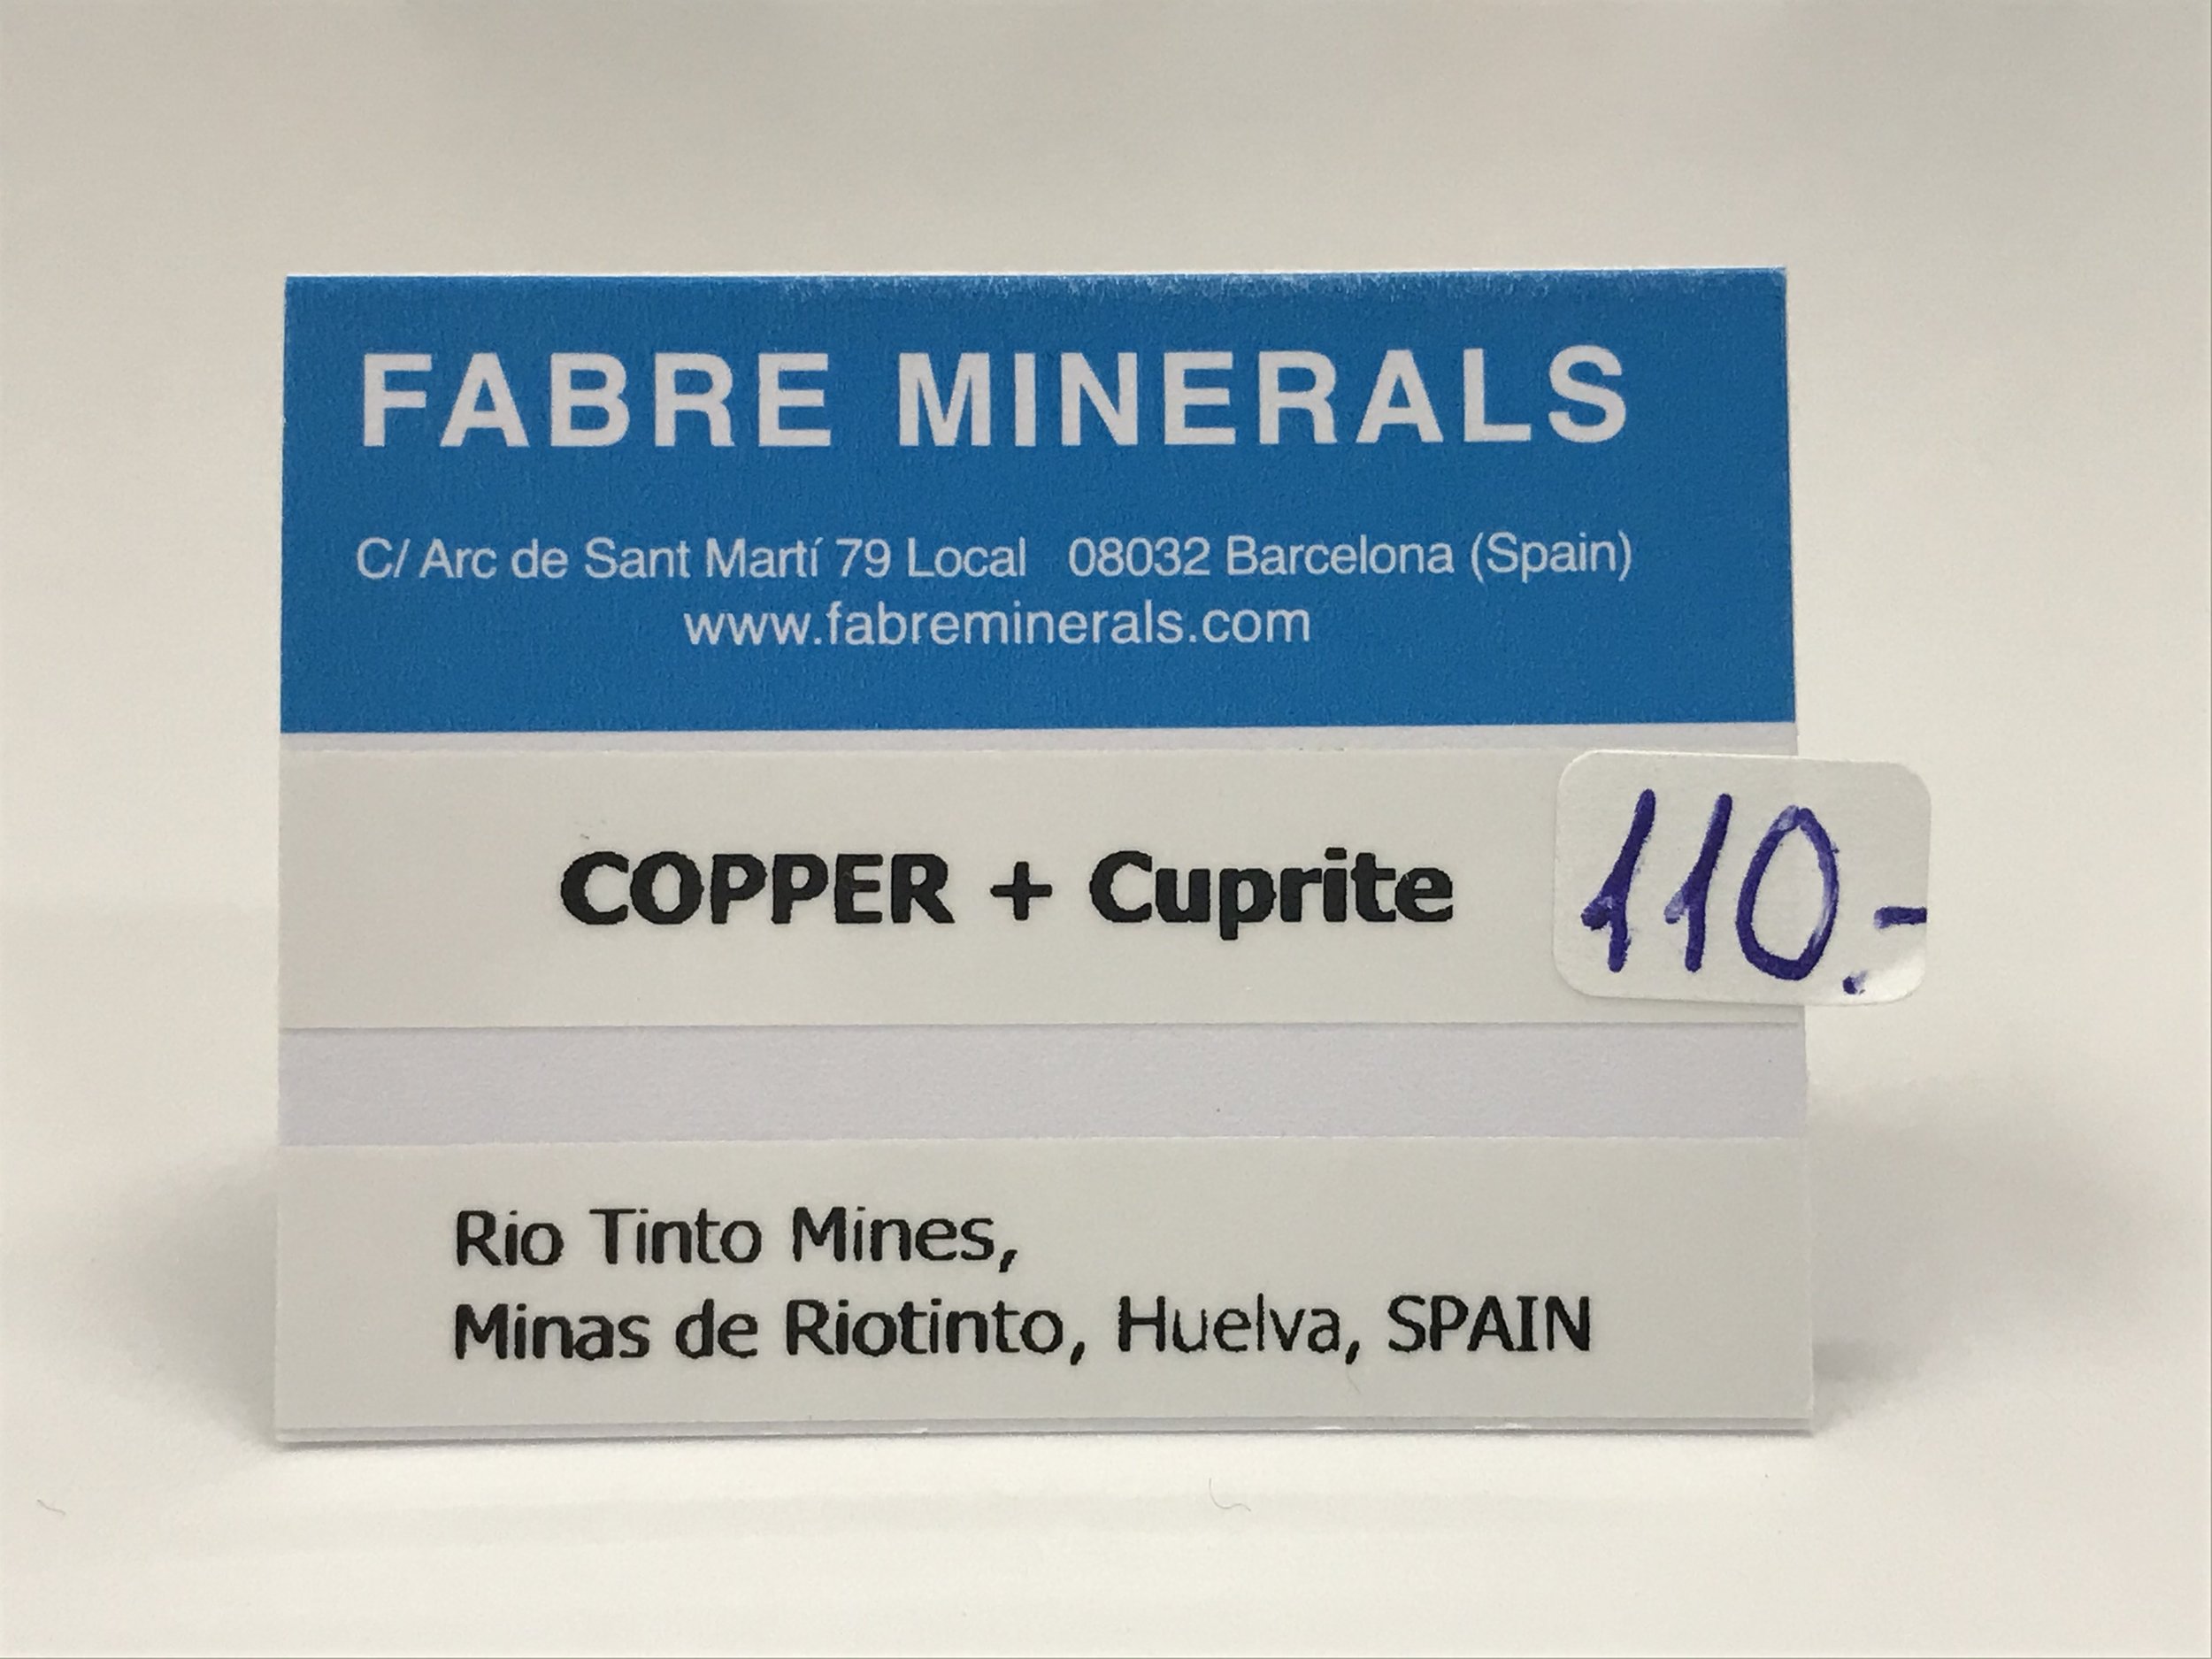 FABRE MINERALS
C/ Arc de Sant Martí 79 Local 08032 Barcelona (Spain)
www.fabreminerals.com
COPPER + Cuprite
110.-
Rio Tinto Mines,
Minas de Riotinto, Huelva, SPAIN